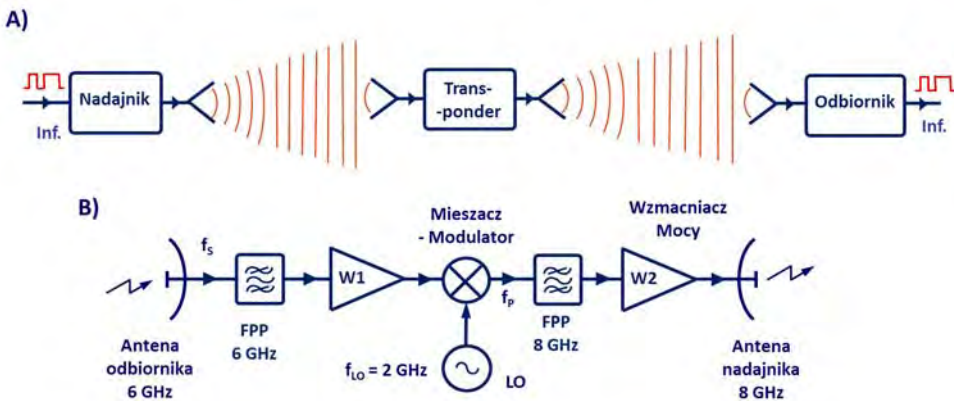 A)
Nadajnik
Inf.
Trans-
-ponder
Odbiornik
Inf.
B)
Mieszacz
- Modulator
Wzmacniacz
Mocy
fS
W1
fP
W2
FPP
6 GHz
FPP
8 GHz
Antena
odbiornika
6 GHz
fLO = 2 GHz
LO
Antena
nadajnika
8 GHz